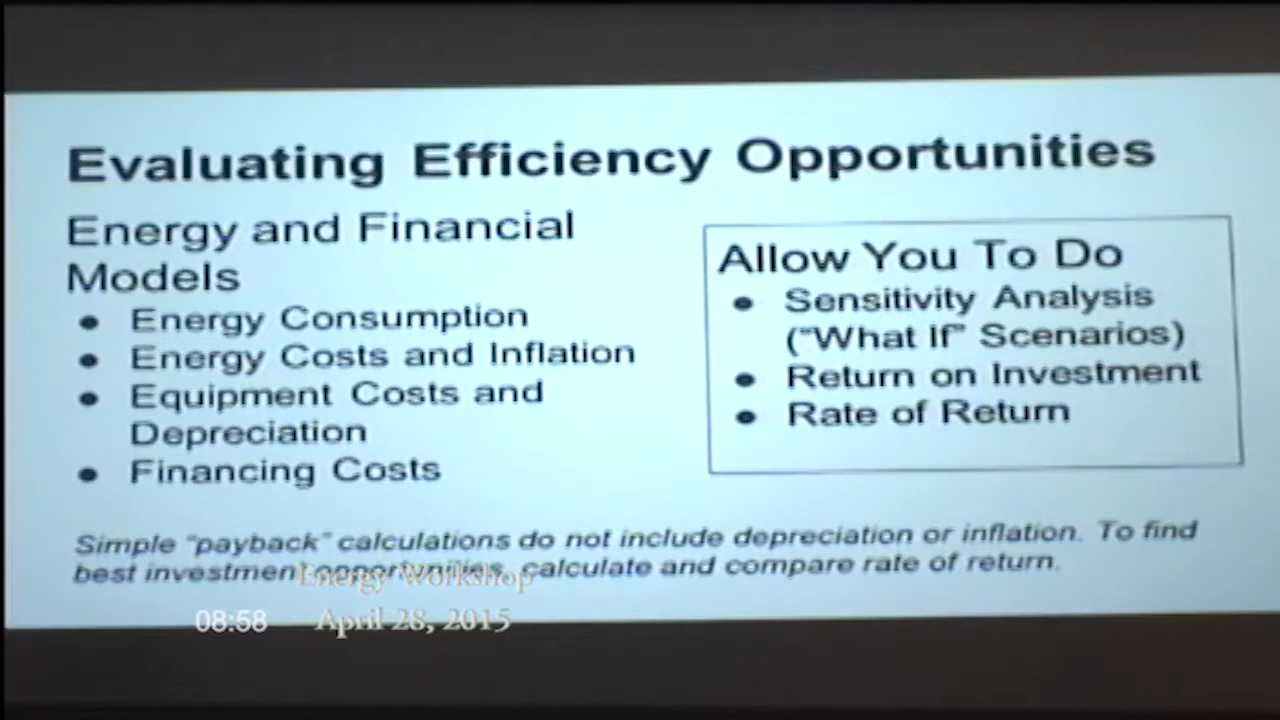 Evaluating Efficiency Opportunities
Energy and Financial
Models
• Energy Consumption
• Energy Costs and Inflation
• Equipment Costs and
Depreciation
• Financing Costs
Allow You To Do
• Sensitivity Analysis
("What If" Scenarios)
• Return on Investment
• Rate of Return
Simple "payback" calculations do not include depreciation or inflation. To find
best investment opportunities, calculate and compare rate of return.
Energy Workshop
08:58 April 28, 2015